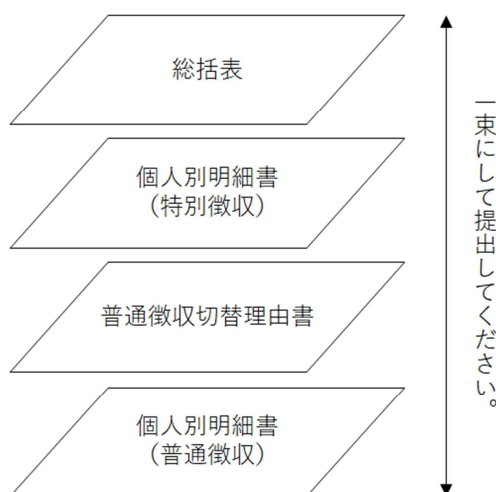 総括表
個人別明細書
(特別徴収)
普通徴収切替理由書
個人別明細書
(普通徴収)
一束にして提出してください。